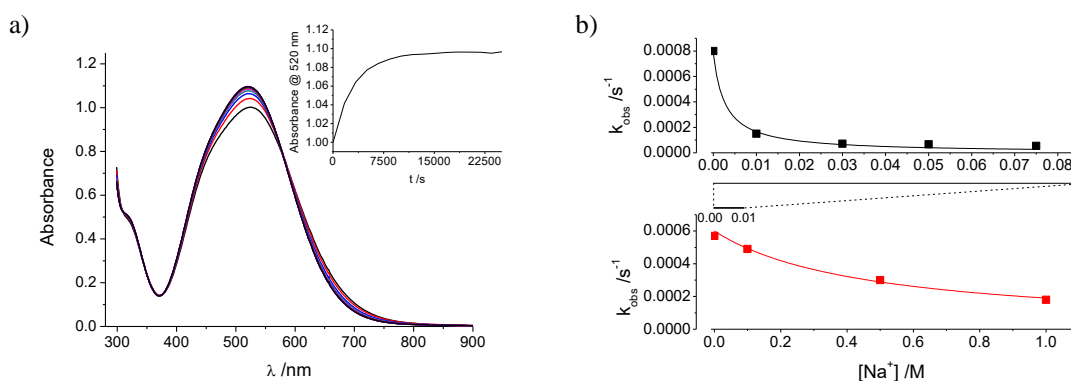 a)
1.2
1.0
0.8
0.6
0.4
0.2
0.0
Absorbance
300 400 500 600 700 800 900
λ /nm
1.12
1.10
1.08
1.06
1.04
1.02
1.00
Absorbance @ 520 nm
0 7500 15000 22500
t /s
b)
0.0008
0.0006
0.0004
0.0002
0.0000
k obs /s-1
0.00 0.01 0.02 0.03 0.04 0.05 0.06 0.07 0.08
0.00 0.01
0.0006
0.0004
0.0002
0.0000
k obs /s-1
0.0 0.2 0.4 0.6 0.8 1.0
[Na+] /M